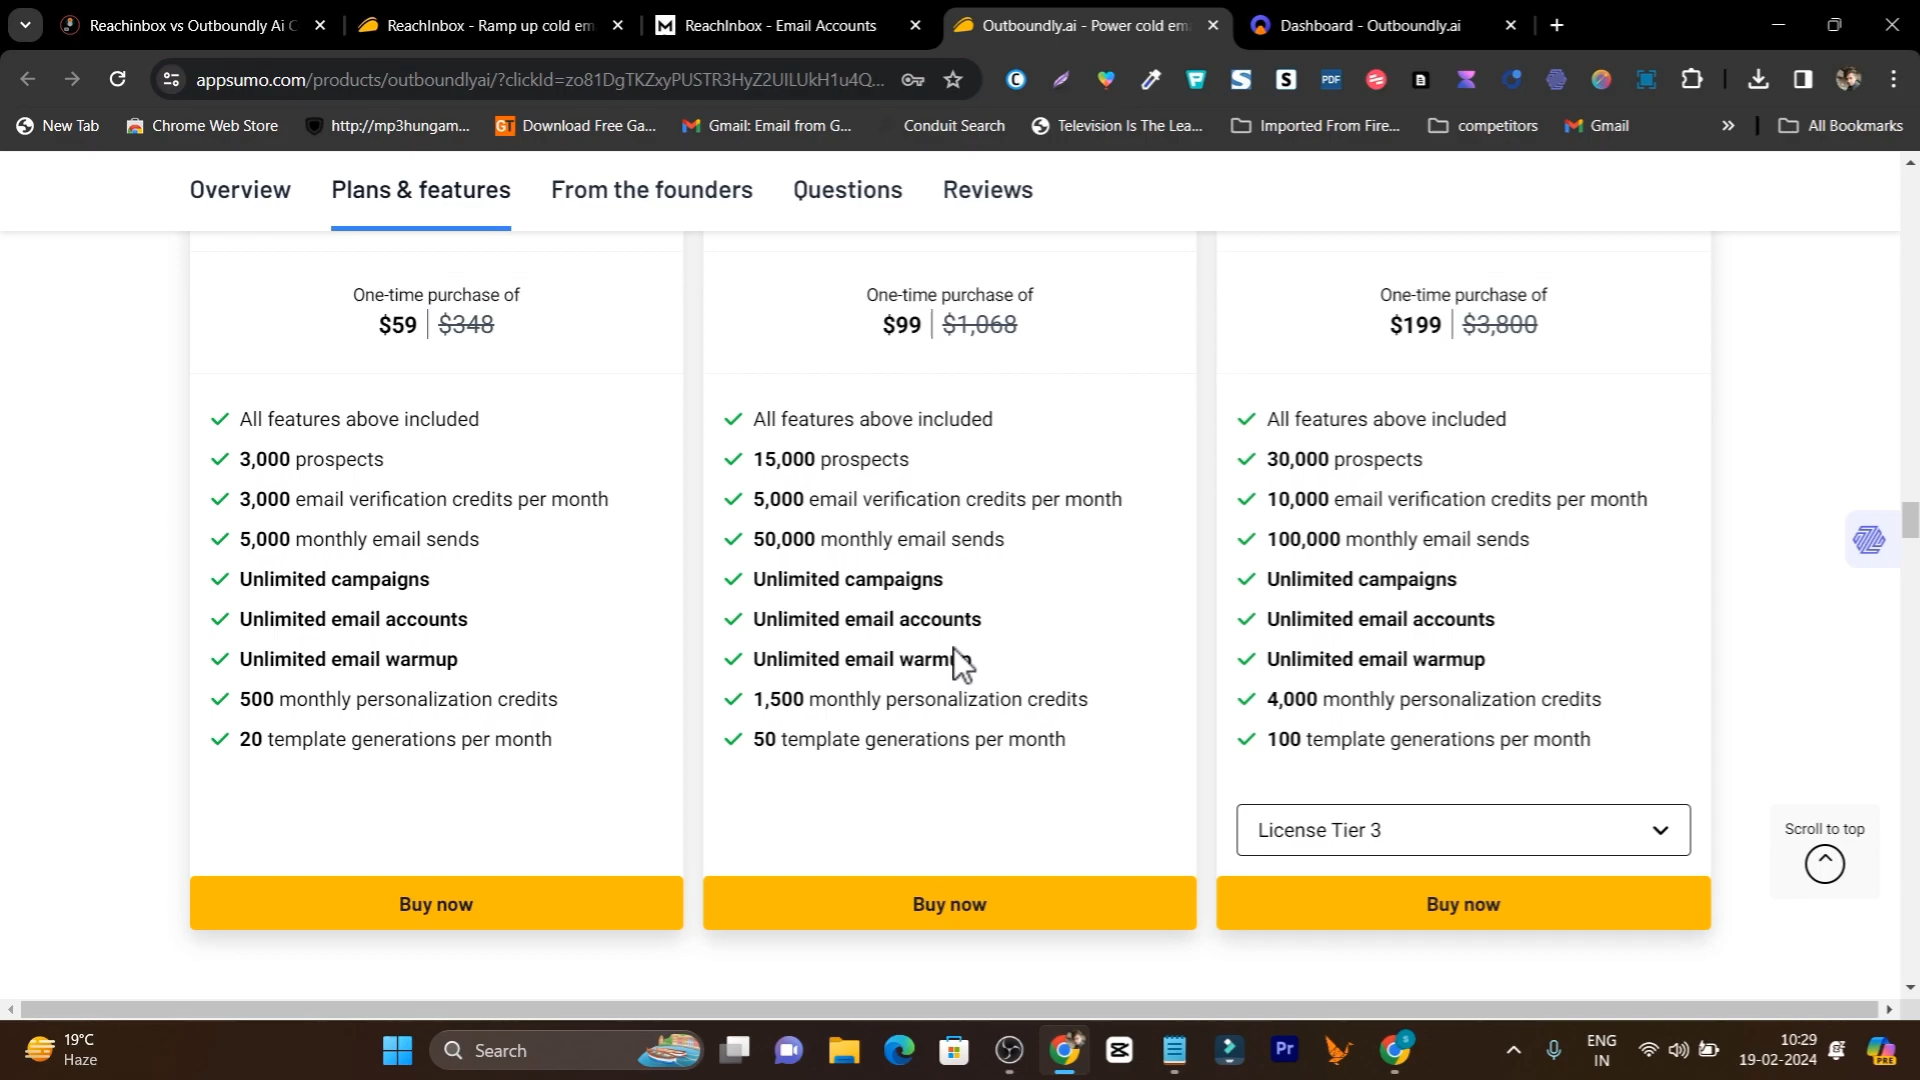 Reachinbox vs Outboundly Ai C
ReachInbox - Ramp up cold em
ReachInbox - Email Accounts
Outboundly.ai - Power cold em
Dashboard - Outboundly.ai
appsumo.com/products/outboundlyai/?clickId=zo81DgTKZxyPUSTR3HyZ2UILUkH1u4Q...
New Tab
Chrome Web Store
http://mp3hungam...
Download Free Ga...
Gmail: Email from G...
Conduit Search
Television Is The Lea...
Imported From Fire...
competitors
Gmail
All Bookmarks
Overview
Plans & features
From the founders
Questions
Reviews
One-time purchase of
$59 | $348
All features above included
3,000 prospects
3,000 email verification credits per month
5,000 monthly email sends
Unlimited campaigns
Unlimited email accounts
Unlimited email warmup
500 monthly personalization credits
20 template generations per month
Buy now
One-time purchase of
$99 | $1,068
All features above included
15,000 prospects
5,000 email verification credits per month
50,000 monthly email sends
Unlimited campaigns
Unlimited email accounts
Unlimited email warmup
1,500 monthly personalization credits
50 template generations per month
Buy now
One-time purchase of
$199 | $3,800
All features above included
30,000 prospects
10,000 email verification credits per month
100,000 monthly email sends
Unlimited campaigns
Unlimited email accounts
Unlimited email warmup
4,000 monthly personalization credits
100 template generations per month
License Tier 3
Buy now
Scroll to top
19°C
Haze
Search
Pr
ENG
IN
10:29
19-02-2024
PRE